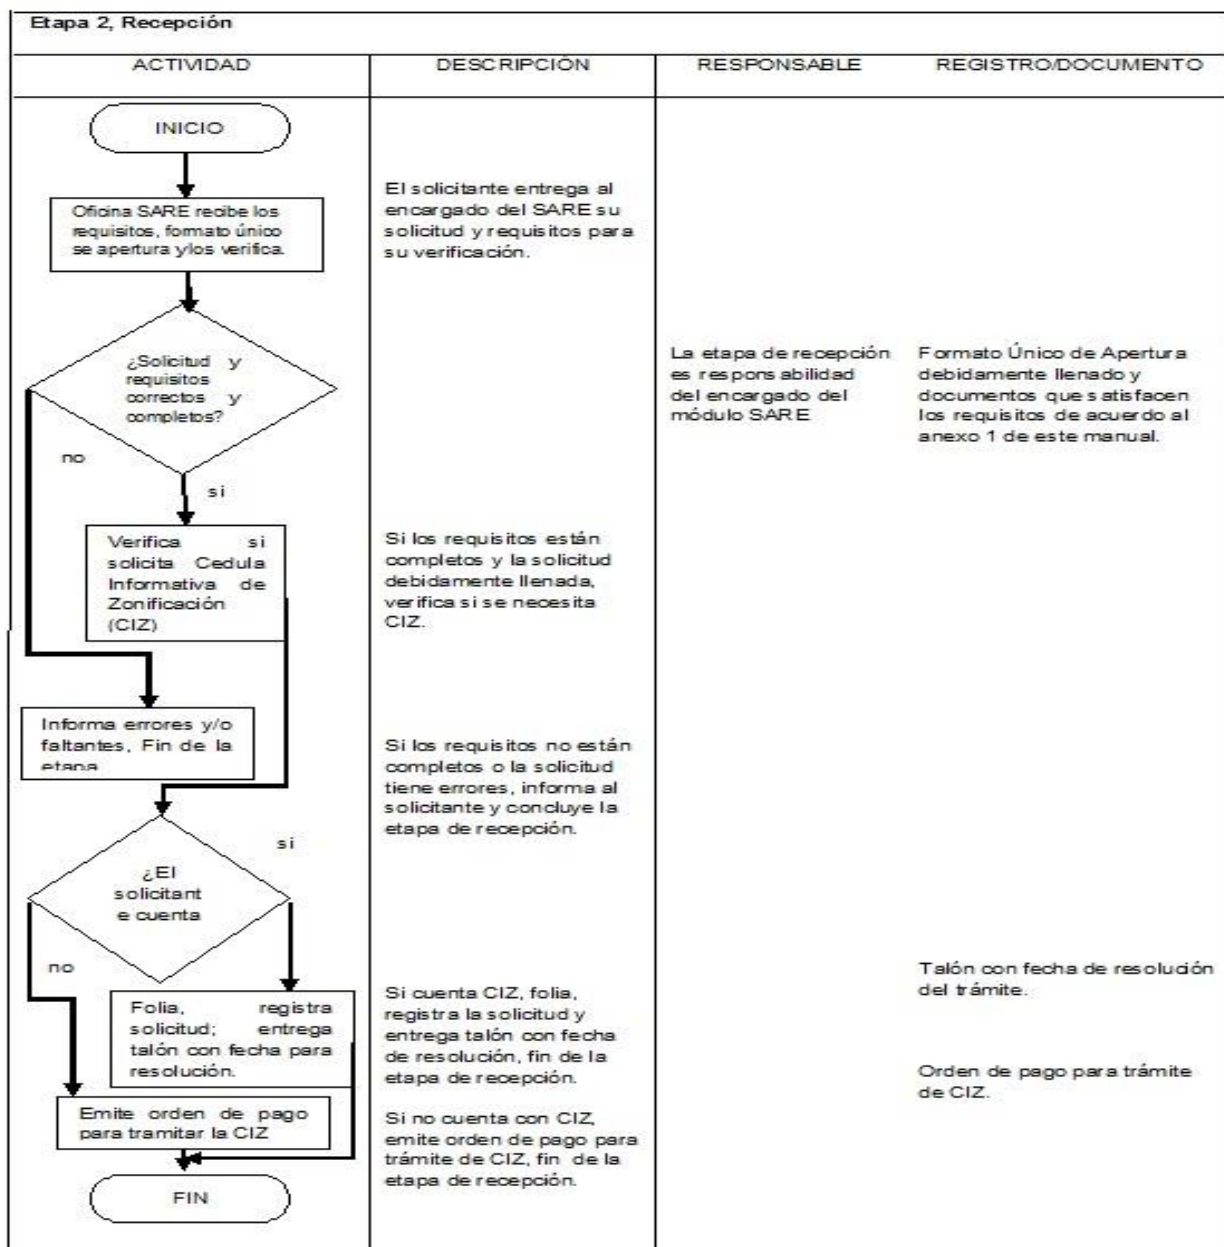 Etapa 2, Recepción
ACTIVIDAD
DESCRIPCIÓN
RESPONSABLE
REGISTRO/DOCUMENTO
INICIO
Oficina SARE recibe los
requisitos, formato único
se apertura ylos verifica.
El solicitante entrega al
encargado del SARE su
solicitud y requisitos para
su verificación.
¿Solicitud y
requisitos
correctos y
completos?
no
si
La etapa de recepción
es responsabilidad
del encargado del
módulo SARE
Formato Único de Apertura
debidamente llenado y
documentos que satisfacen
los requisitos de acuerdo al
anexo 1 de este manual.
Verifica si
solicita Cedula
Informativa de
Zonificación
(CIZ)
Si los requisitos están
completos y la solicitud
debidamente llenada,
verifica si se necesita
CIZ.
Informa errores y/o
faltantes, Fin de la
etapa
Si los requisitos no están
completos o la solicitud
tiene errores, informa al
solicitante y concluye la
etapa de recepción.
¿El
solicitant
e cuenta
si
no
Folia, registra
solicitud; entrega
talón con fecha para
resolución.
Si cuenta CIZ, folia,
registra la solicitud y
entrega talón con fecha
de resolución, fin de la
etapa de recepción.
Talón con fecha de resolución
del trámite.
Orden de pago para trámite
de CIZ.
Emite orden de pago
para tramitar la CIZ
Si no cuenta con CIZ,
emite orden de pago para
trámite de CIZ, fin de la
etapa de recepción.
FIN